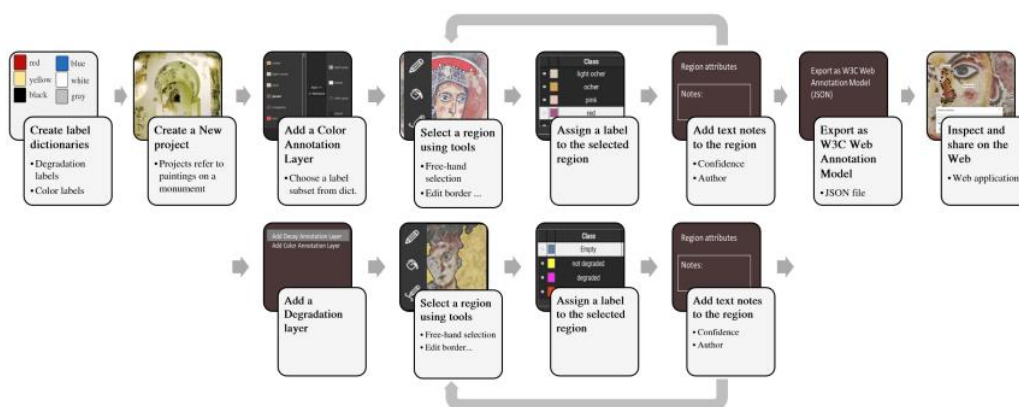 red
blue
yellow
white
black
gray
Create label
dictionaries
• Degradation
labels
• Color labels
Create a New
project
• Projects refer to
paintings on a
monument
Add a Color
Annotation
Layer
• Choose a label
subset from dict.
Select a region
using tools
• Free-hand
selection
• Edit border ...
Class
light ocher
ocher
pink
red
Assign a label
to the selected
region
Region attributes
Notes:
Add text notes
to the region
• Confidence
• Author
Export as W3C Web
Annotation Model
(JSON)
Export as
W3C Web
Annotation
Model
• JSON file
Inspect and
share on the
Web
• Web application
Add Decay Annotation Layer
Add Color Annotation Layer
Add a
Degradation
layer
Select a region
using tools
• Free-hand selection
• Edit border...
Class
Empty
not degraded
degraded
Assign a label
to the selected
region
Region attributes
Notes:
Add text notes
to the region
• Confidence
• Author